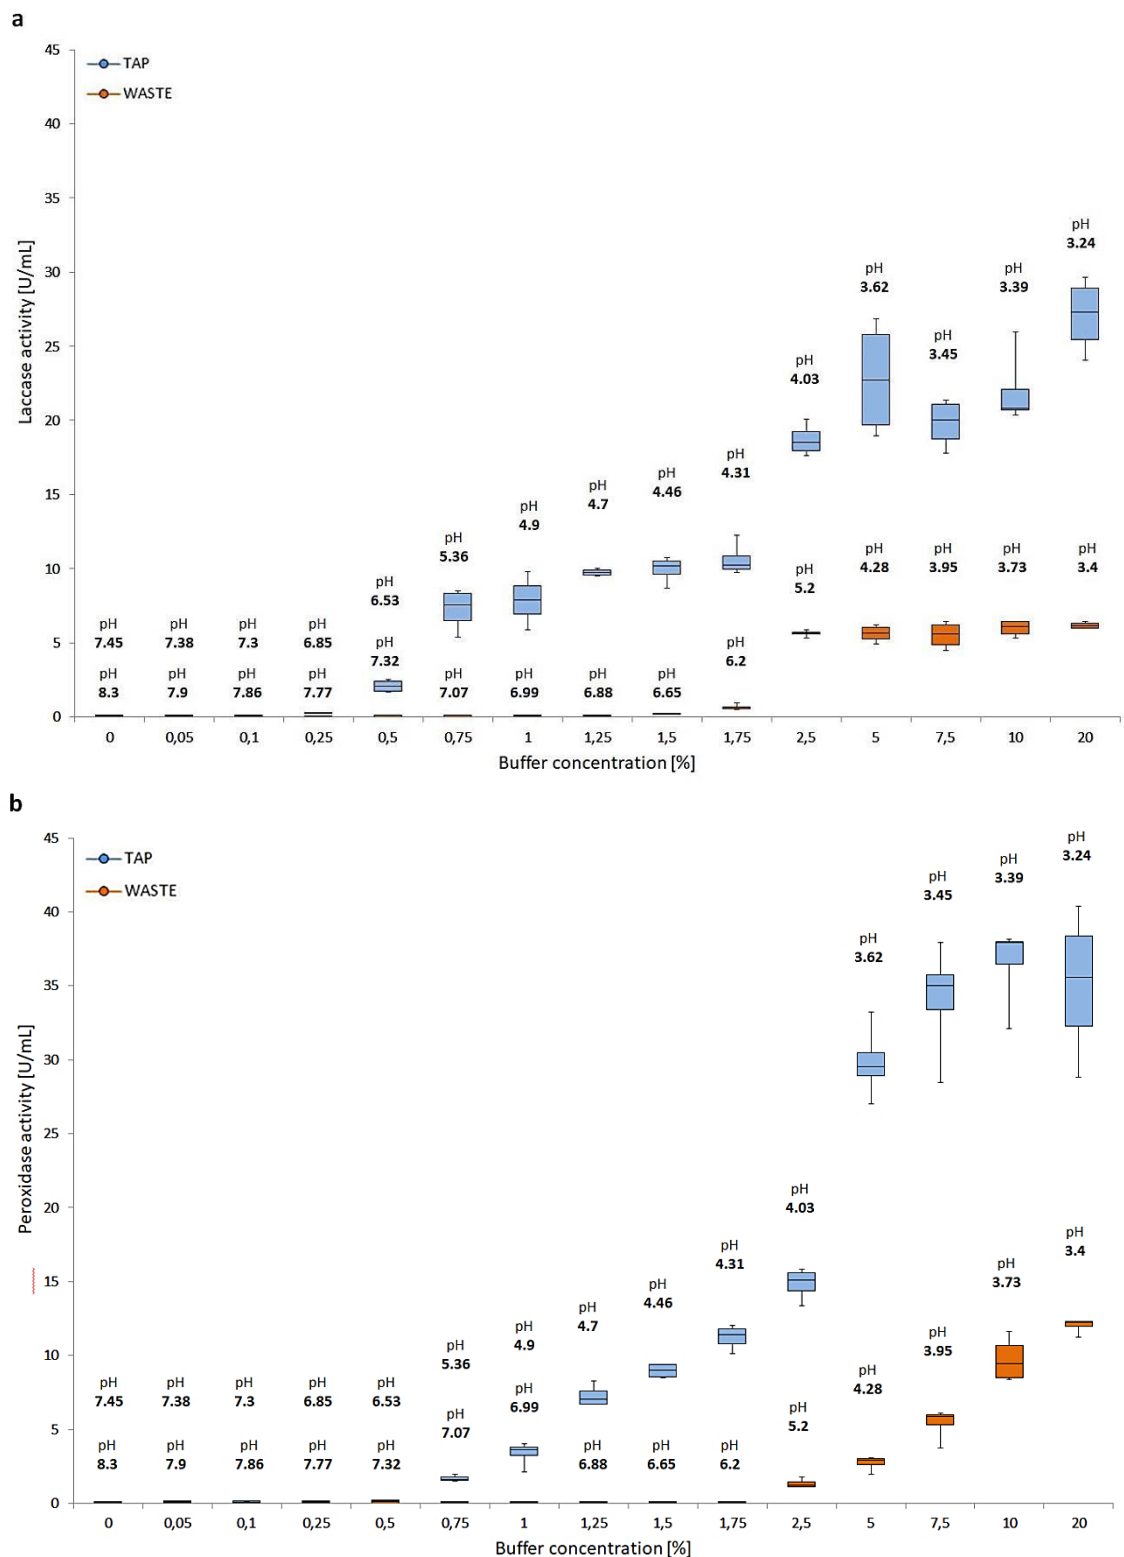 a
45
TAP
WASTE
40
35
30
25
20
15
10
5
0
Laccase activity [U/mL]
pH
7.45
pH
7.38
pH
7.3
pH
6.85
pH
6.53
pH
5.36
pH
4.9
pH
4.7
pH
4.46
pH
4.31
pH
4.03
pH
3.62
pH
3.45
pH
3.39
pH
3.24
pH
8.3
pH
7.9
pH
7.86
pH
7.77
pH
7.32
pH
7.07
pH
6.99
pH
6.88
pH
6.65
pH
6.2
pH
5.2
pH
4.28
pH
3.95
pH
3.73
pH
3.4
0 0,05 0,1 0,25 0,5 0,75 1 1,25 1,5 1,75 2,5 5 7,5 10 20
Buffer concentration [%]
b
45
TAP
WASTE
40
35
30
25
20
15
10
5
0
Peroxidase activity [U/mL]
pH
7.45
pH
7.38
pH
7.3
pH
6.85
pH
6.53
pH
5.36
pH
4.9
pH
4.7
pH
4.46
pH
4.31
pH
4.03
pH
3.62
pH
3.45
pH
3.39
pH
3.24
pH
8.3
pH
7.9
pH
7.86
pH
7.77
pH
7.32
pH
7.07
pH
6.99
pH
6.88
pH
6.65
pH
6.2
pH
5.2
pH
4.28
pH
3.95
pH
3.73
pH
3.4
0 0,05 0,1 0,25 0,5 0,75 1 1,25 1,5 1,75 2,5 5 7,5 10 20
Buffer concentration [%]